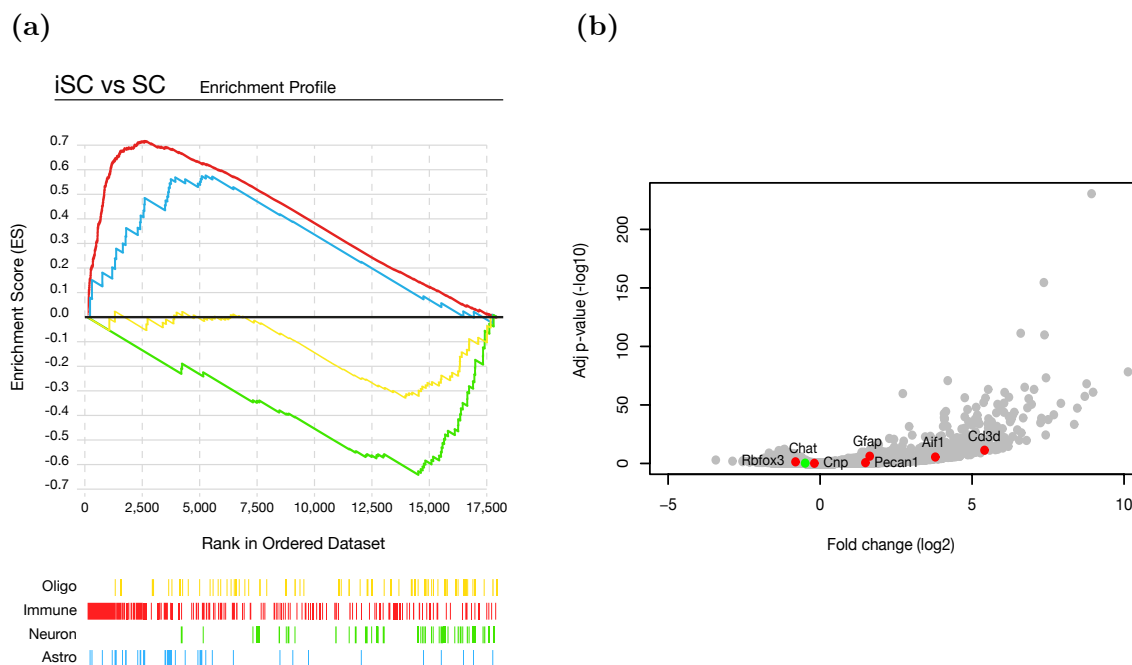 (a)
iSC vs SC Enrichment Profile
0.7
0.6
0.5
0.4
0.3
0.2
0.1
0.0
-0.1
-0.2
-0.3
-0.4
-0.5
-0.6
-0.7
Enrichment Score (ES)
0 2,500 5,000 7,500 10,000 12,500 15,000 17,500
Rank in Ordered Dataset
Oligo
Immune
Neuron
Astro
(b)
200
150
100
50
0
Adj p-value (-log10)
Chat Gfap Aif1 Cd3d
Rbfox3 Cnp Pecan1
−5 0 5 10
Fold change (log2)